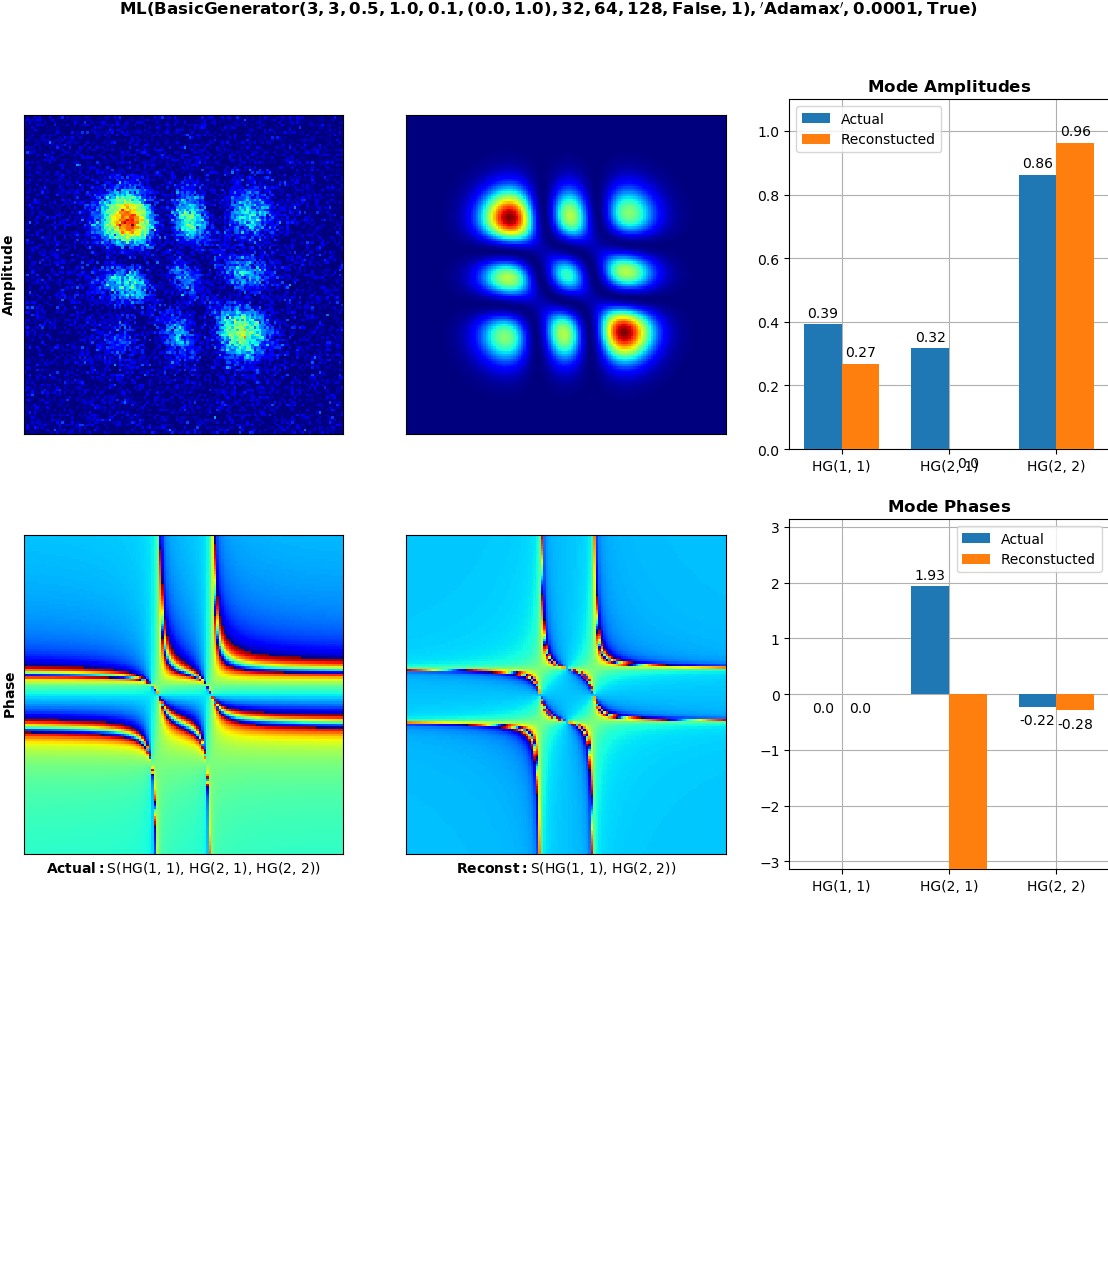 ML(BasicGenerator(3, 3, 0.5, 1.0, 0.1, (0.0, 1.0), 32, 64, 128, False, 1), 'Adamax', 0.0001, True)
Amplitude
Mode Amplitudes
Actual
Reconstucted
1.0
0.8
0.6
0.4
0.2
0.0
0.39
0.27
0.32
0.0
0.86
0.96
HG(1, 1)
HG(2, 1)
HG(2, 2)
Phase
Actual: S(HG(1, 1), HG(2, 1), HG(2, 2))
Reconst: S(HG(1, 1), HG(2, 2))
Mode Phases
Actual
Reconstucted
3
2
1
0
−1
−2
−3
0.0
0.0
1.93
-0.22
-0.28
HG(1, 1)
HG(2, 1)
HG(2, 2)